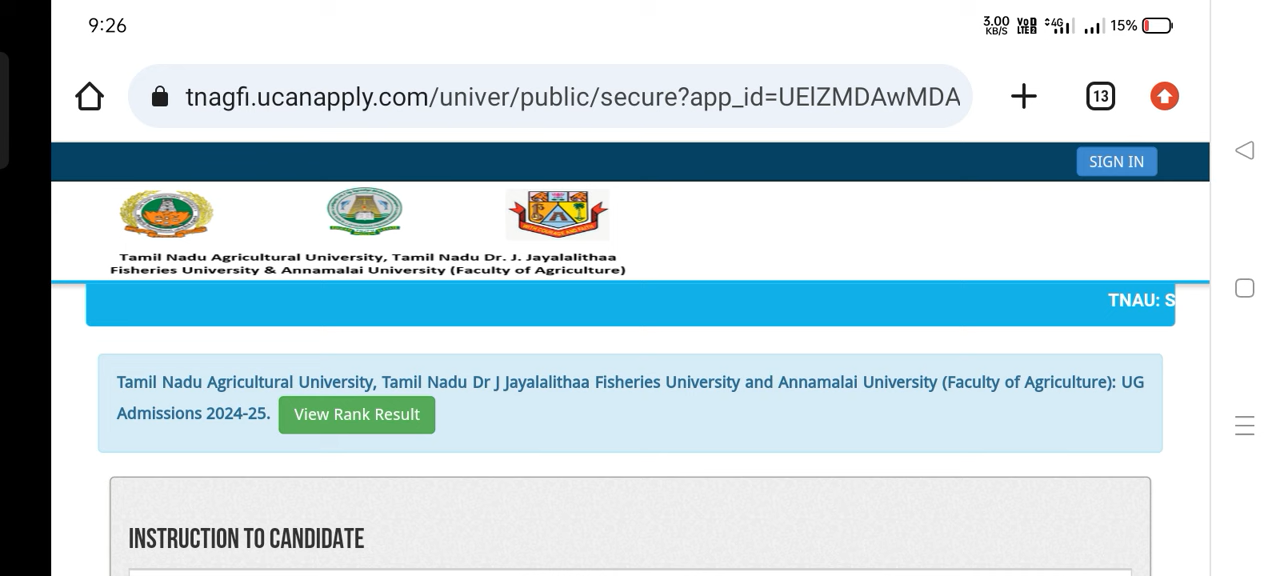 9:26
3.00 KB/S VoD LTE2 4G 15%
tnagfi.ucanapply.com/univer/public/secure?app_id=UElZMDAwMDA
13
SIGN IN
Tamil Nadu Agricultural University, Tamil Nadu Dr. J. Jayalalithaa
Fisheries University & Annamalai University (Faculty of Agriculture)
TNAU: S
Tamil Nadu Agricultural University, Tamil Nadu Dr J Jayalalithaa Fisheries University and Annamalai University (Faculty of Agriculture): UG
Admissions 2024-25. View Rank Result
INSTRUCTION TO CANDIDATE